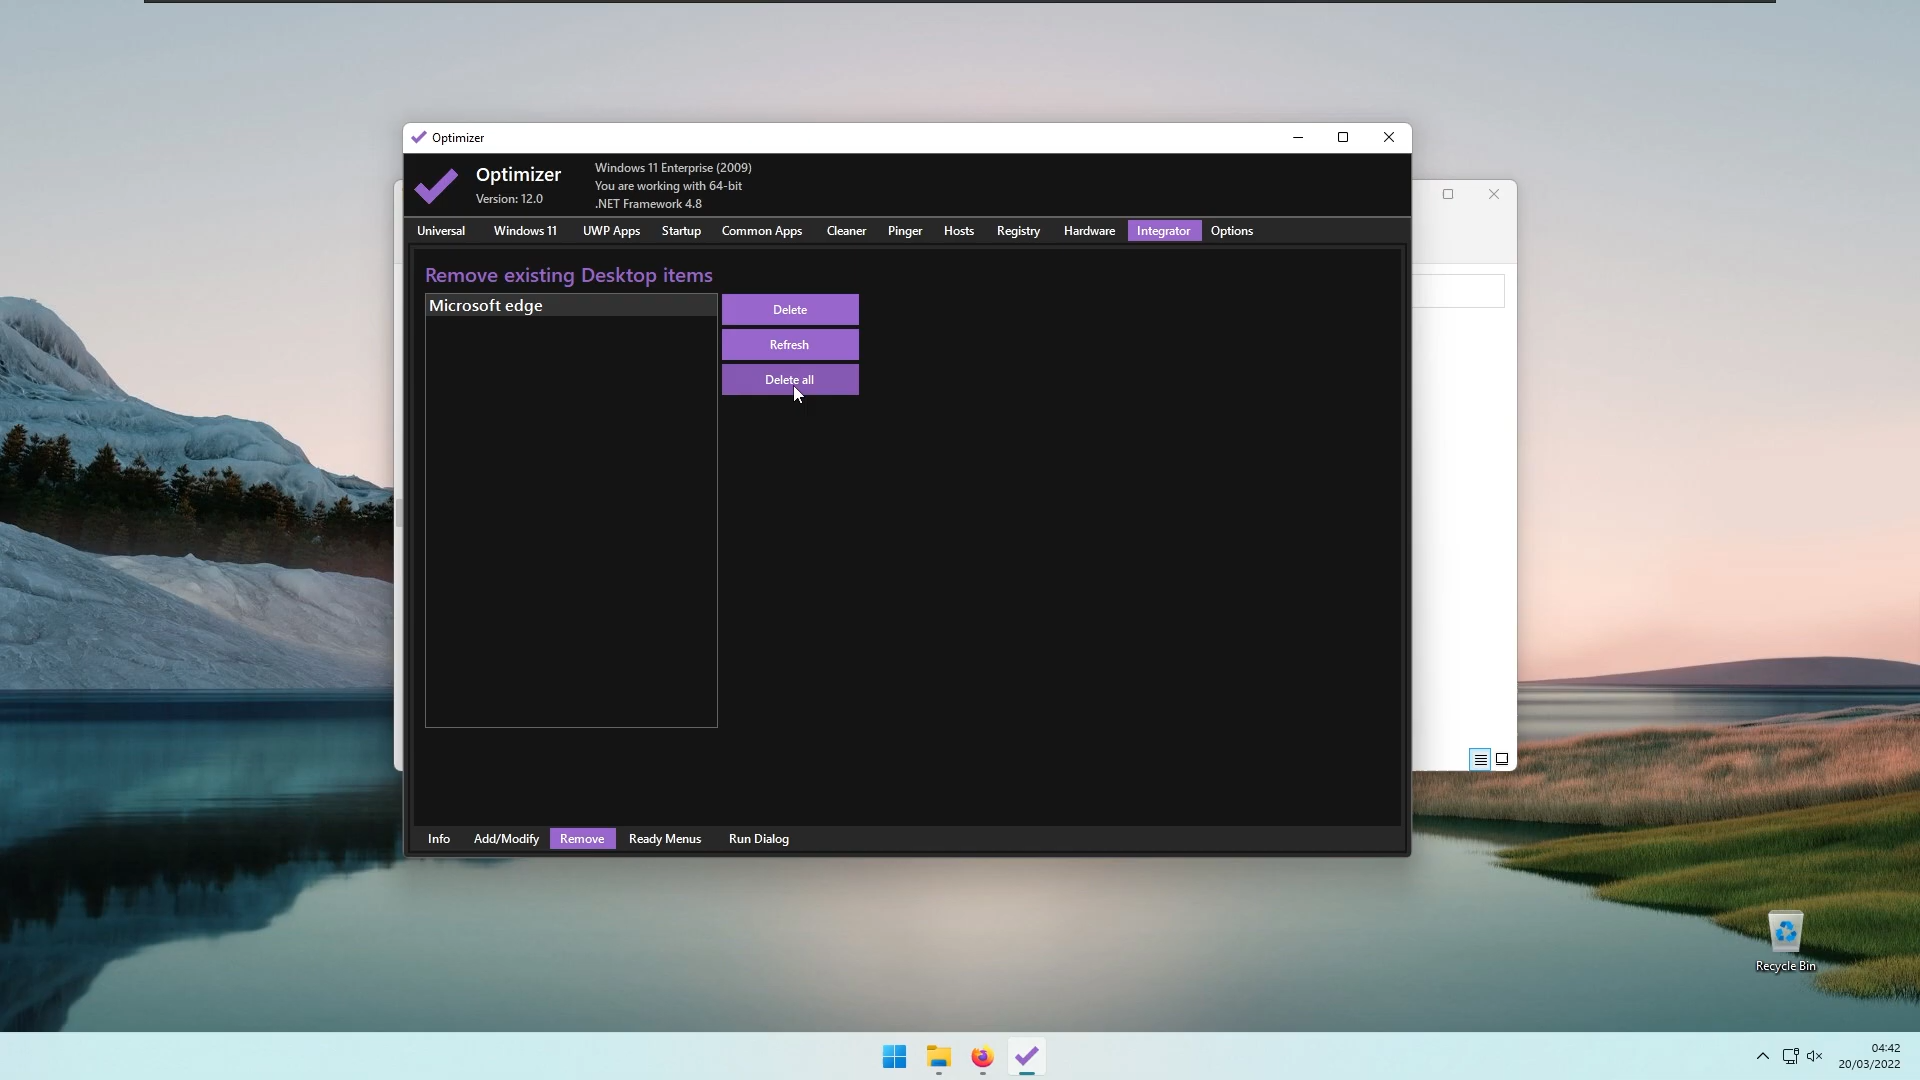 Optimizer
Optimizer
Version: 12.0
Windows 11 Enterprise (2009)
You are working with 64-bit
.NET Framework 4.8
Universal
Windows 11
UWP Apps
Startup
Common Apps
Cleaner
Pinger
Hosts
Registry
Hardware
Integrator
Options
Remove existing Desktop items
Microsoft edge
Delete
Refresh
Delete all
Info
Add/Modify
Remove
Ready Menus
Run Dialog
Recycle Bin
04:42
20/03/2022